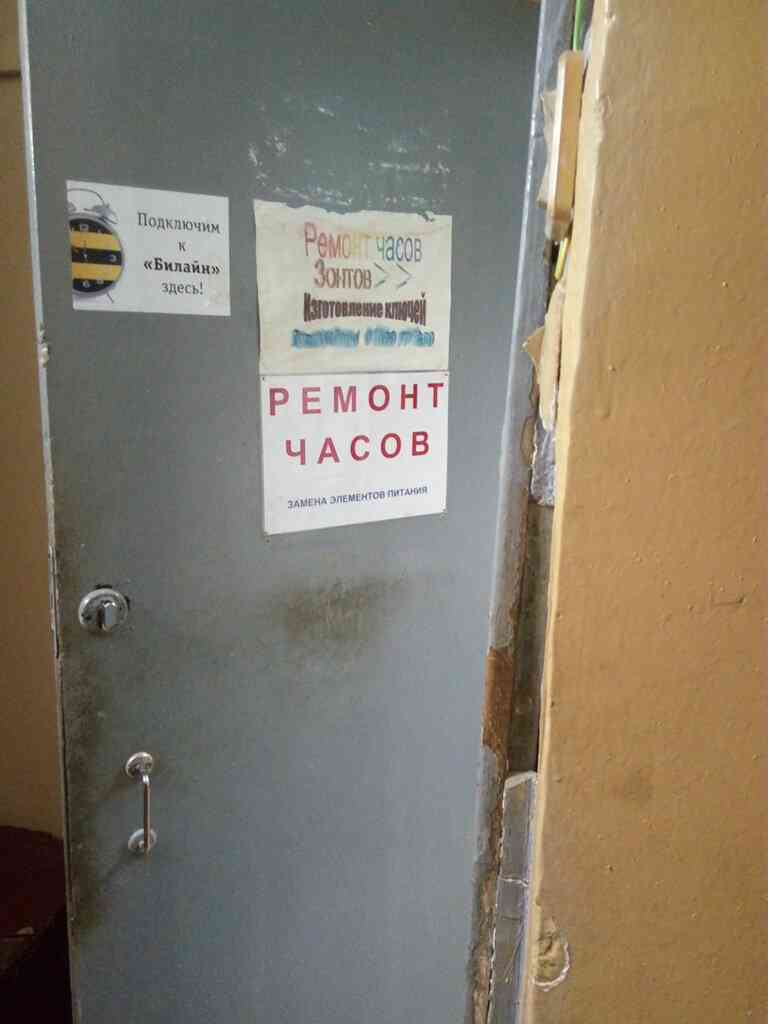 Подключим
к
«Билайн»
здесь!
Ремонт часов
Зонтов >>
Изготовление ключей
РЕМОНТ
ЧАСОВ
ЗАМЕНА ЭЛЕМЕНТОВ ПИТАНИЯ